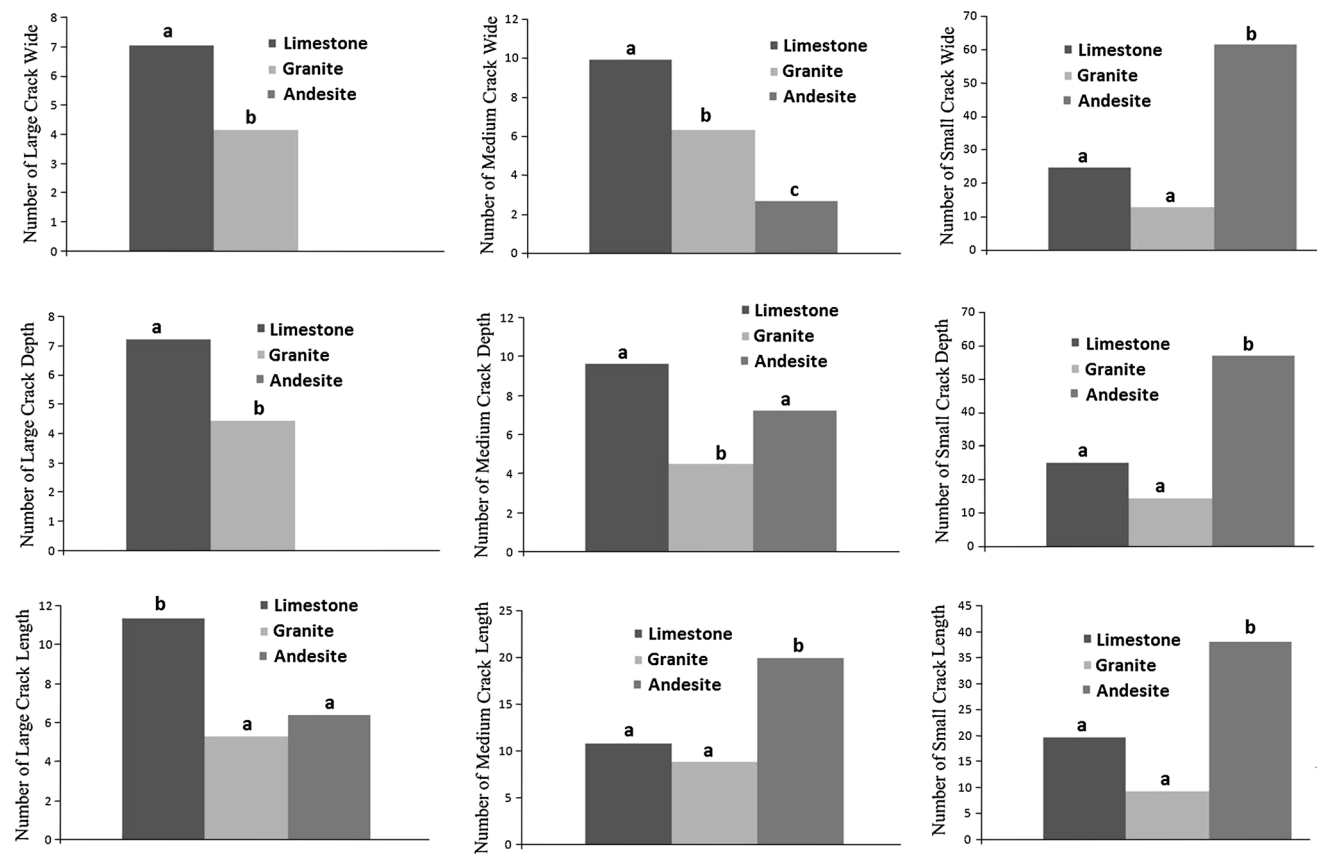 Number of Large Crack Wide
8
7
6
5
4
3
2
1
0
a
b
Limestone
Granite
Andesite
Number of Medium Crack Wide
12
10
8
6
4
2
0
a
b
c
Limestone
Granite
Andesite
Number of Small Crack Wide
70
60
50
40
30
20
10
0
a
a
b
Limestone
Granite
Andesite
Number of Large Crack Depth
8
7
6
5
4
3
2
1
0
a
b
Limestone
Granite
Andesite
Number of Medium Crack Depth
12
10
8
6
4
2
0
a
b
a
Limestone
Granite
Andesite
Number of Small Crack Depth
70
60
50
40
30
20
10
0
a
a
b
Limestone
Granite
Andesite
Number of Large Crack Length
12
10
8
6
4
2
0
b
a
a
Limestone
Granite
Andesite
Number of Medium Crack Length
25
20
15
10
5
0
a
a
b
Limestone
Granite
Andesite
Number of Small Crack Length
45
40
35
30
25
20
15
10
5
0
a
a
b
Limestone
Granite
Andesite